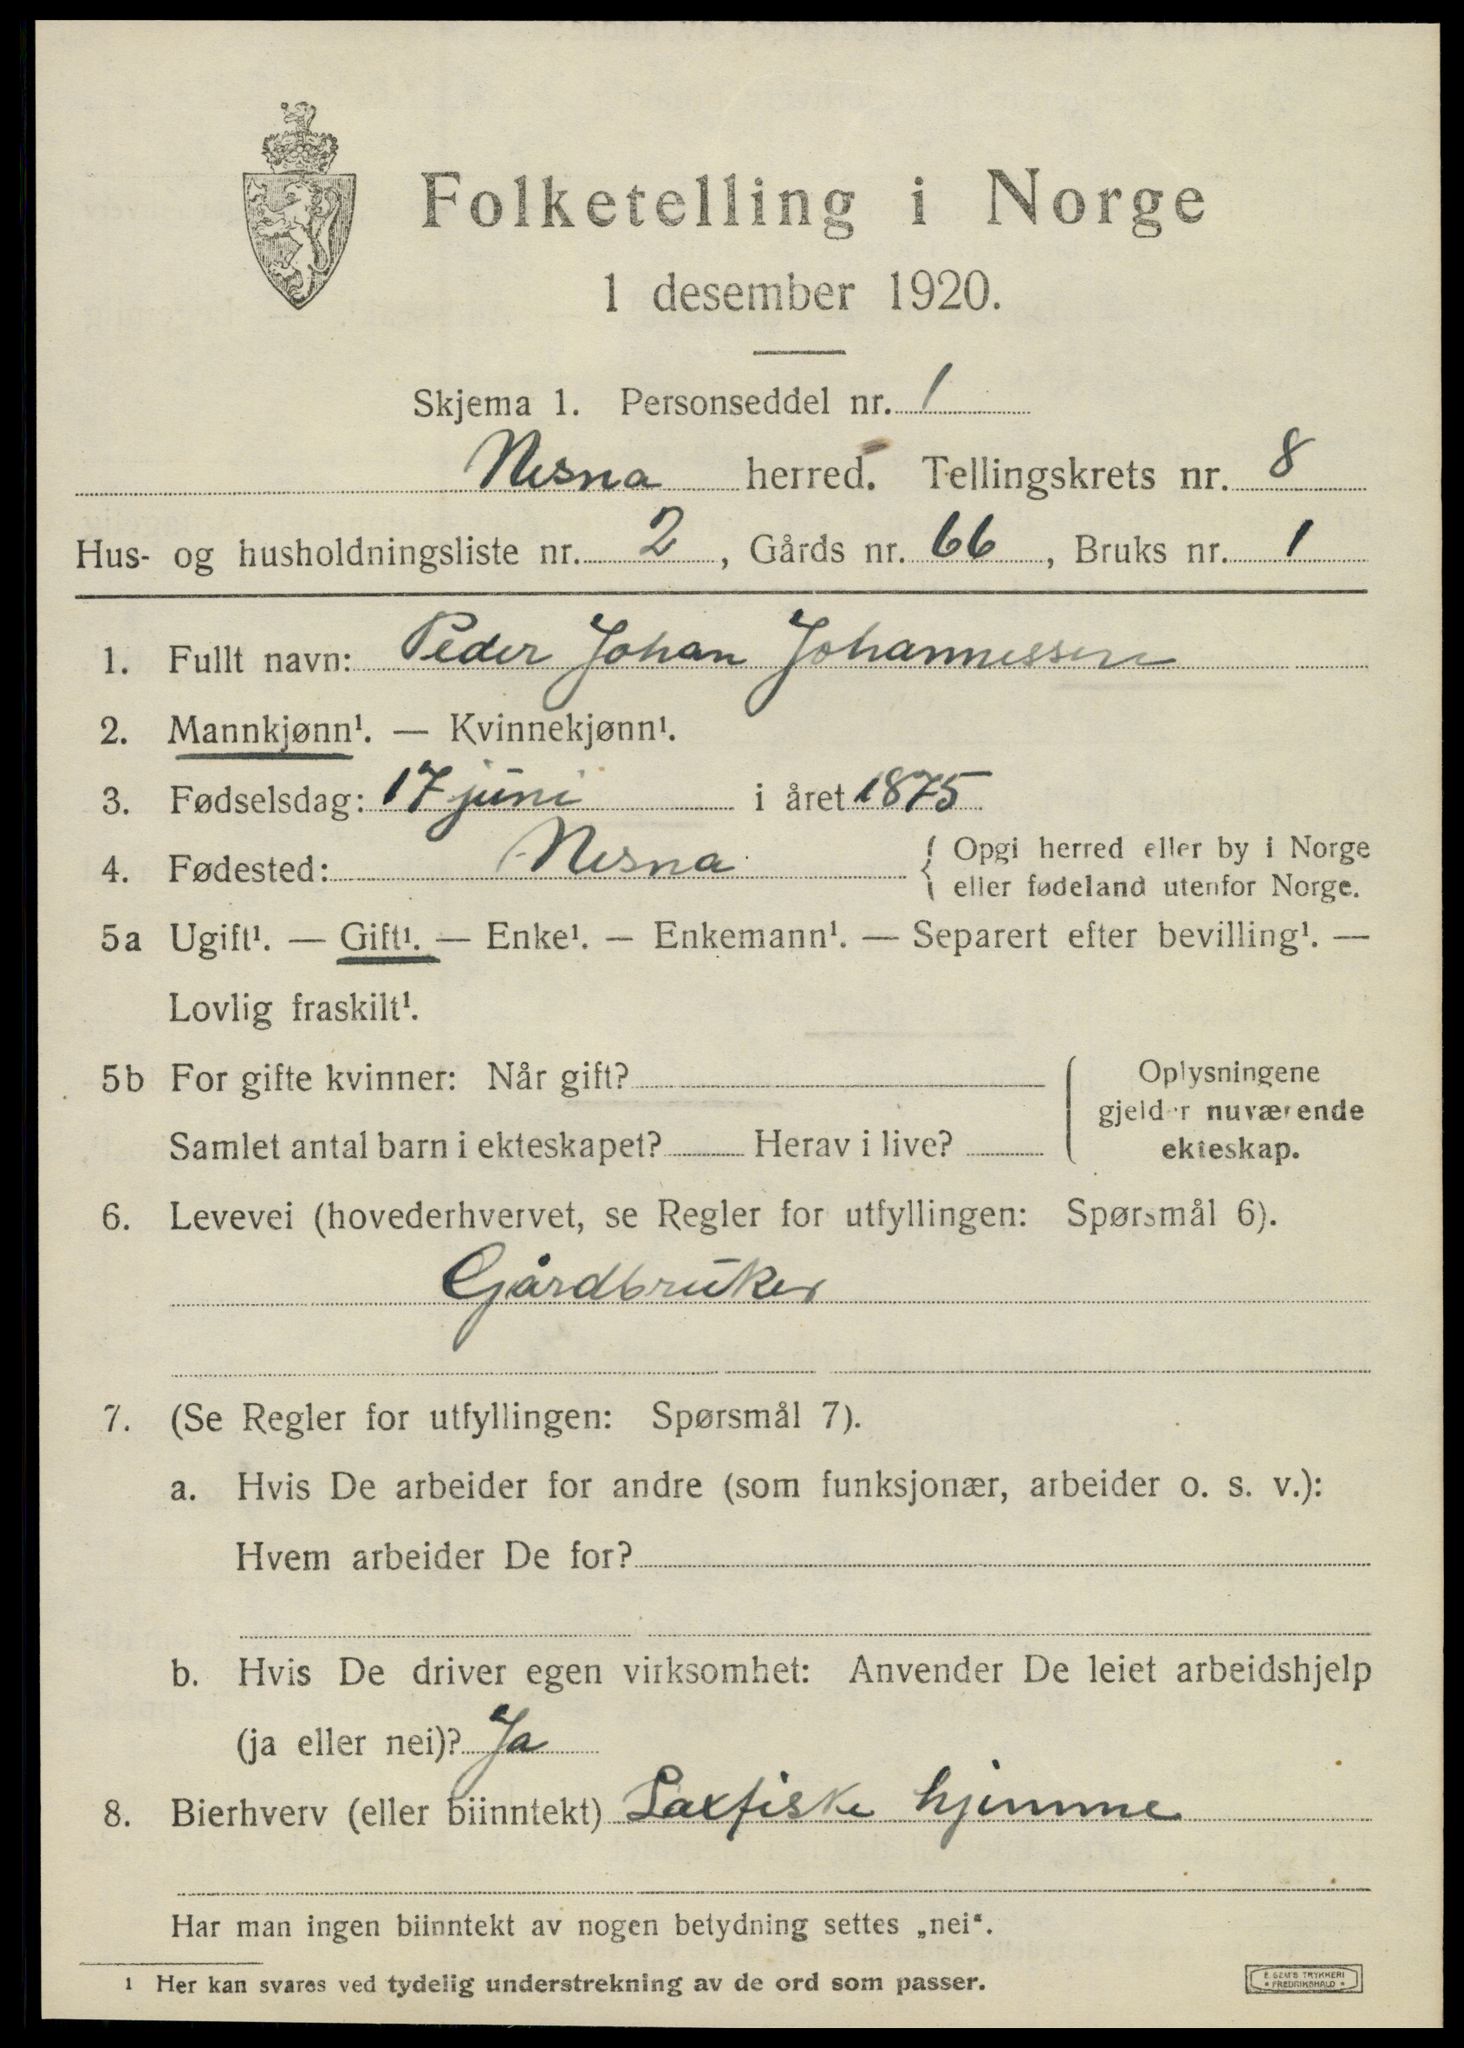 Folketelling i Norge
1 desember 1920.
Skjema 1. Personseddel nr. 1
Nesna herred. Tellingskrets nr. 8
Hus- og husholdningsliste nr. 2, Gårds nr. 66, Bruks nr. 1
1. Fullt navn: Peder Johan Johannessen
2. Mannkjønn¹. — Kvinnekjønn¹.
3. Fødselsdag: 17 juni i året 1875
4. Fødested: Nesna { Opgi herred eller by i Norge
eller fødeland utenfor Norge.
5a Ugift¹. — Gift¹. — Enke¹. — Enkemann¹. — Separert efter bevilling¹. —
Lovlig fraskilt¹.
5b For gifte kvinner: Når gift?
Samlet antal barn i ekteskapet? Herav i live?
Oplysningene
gjelder nuværende
ekteskap.
6. Levevei (hovederhvervet, se Regler for utfyllingen: Spørsmål 6).
Gårdbruker
7. (Se Regler for utfyllingen: Spørsmål 7).
a. Hvis De arbeider for andre (som funksjonær, arbeider o. s. v.):
Hvem arbeider De for?
b. Hvis De driver egen virksomhet: Anvender De leiet arbeidshjelp
(ja eller nei)? Ja
8. Bierhverv (eller biinntekt) Laxfiske hjemme
Har man ingen biinntekt av nogen betydning settes „nei“.
¹ Her kan svares ved tydelig understrekning av de ord som passer.
E. SEM'S TRYKKERI
* FREDRIKSHALD *